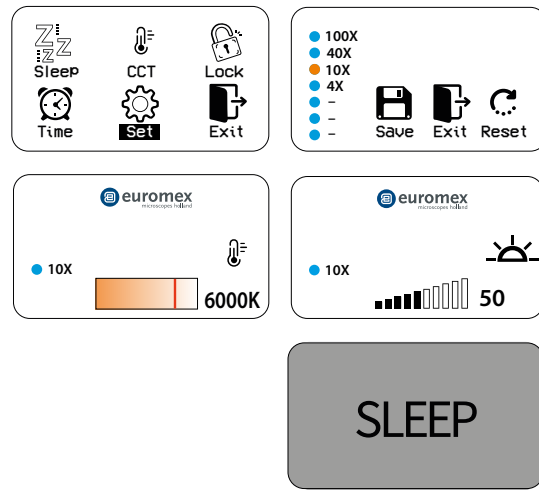 Sleep CCT Lock
Time Set Exit
100X
40X
10X
4X
–
–
–
Save Exit Reset
euromex
microscopes holland
10X
6000K
euromex
microscopes holland
10X
50
SLEEP